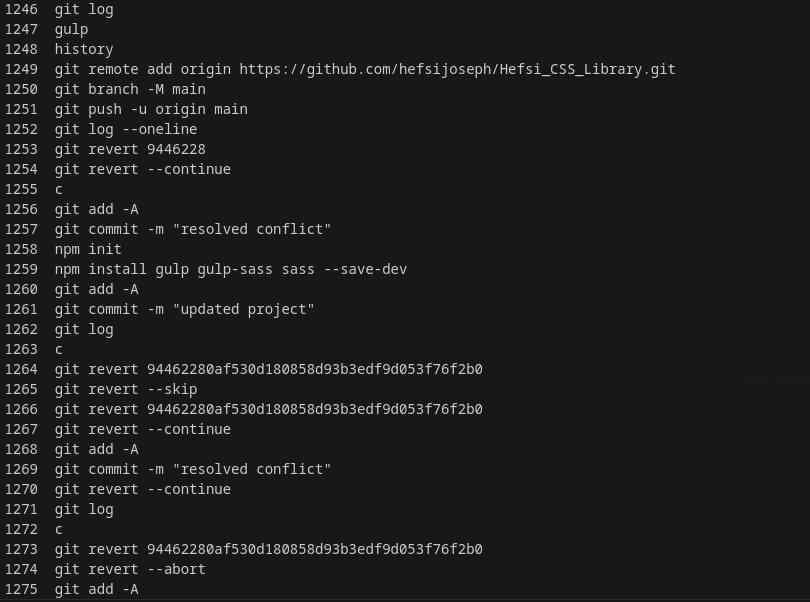 1246 git log
1247 gulp
1248 history
1249 git remote add origin https://github.com/hefsijoseph/Hefsi_CSS_Library.git
1250 git branch -M main
1251 git push -u origin main
1252 git log --oneline
1253 git revert 9446228
1254 git revert --continue
1255 c
1256 git add -A
1257 git commit -m "resolved conflict"
1258 npm init
1259 npm install gulp gulp-sass sass --save-dev
1260 git add -A
1261 git commit -m "updated project"
1262 git log
1263 c
1264 git revert 94462280af530d180858d93b3edf9d053f76f2b0
1265 git revert --skip
1266 git revert 94462280af530d180858d93b3edf9d053f76f2b0
1267 git revert --continue
1268 git add -A
1269 git commit -m "resolved conflict"
1270 git revert --continue
1271 git log
1272 c
1273 git revert 94462280af530d180858d93b3edf9d053f76f2b0
1274 git revert --abort
1275 git add -A